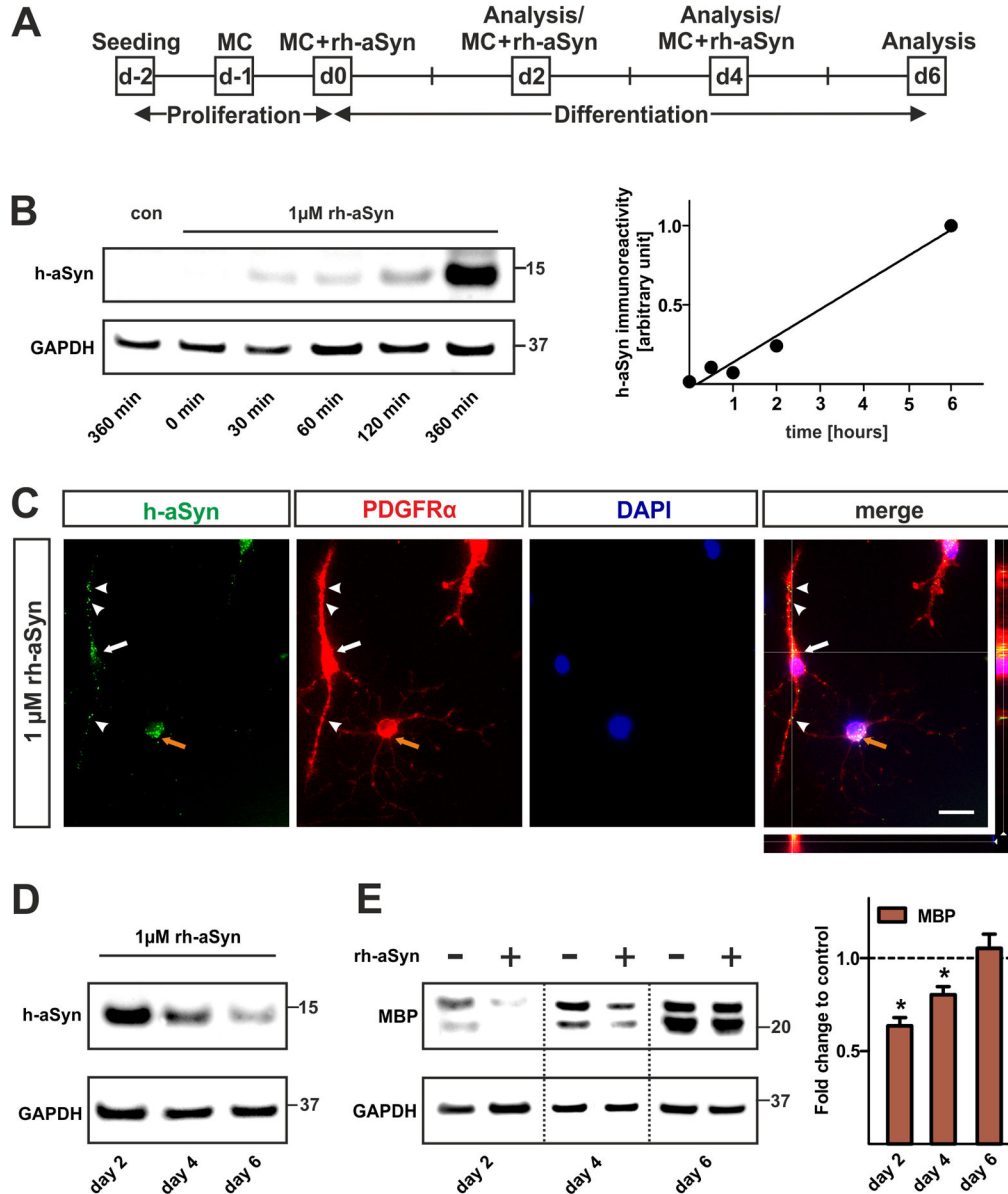 A
Seeding MC MC+rh-aSyn Analysis/
MC+rh-aSyn Analysis/
MC+rh-aSyn Analysis
d-2 d-1 d0 d2 d4 d6
Proliferation Differentiation
B
con 1µM rh-aSyn
h-aSyn 15
GAPDH 37
360 min 0 min 30 min 60 min 120 min 360 min
h-aSyn immunoreactivity
[arbitrary unit]
1.0
0.5
1 2 3 4 5 6
time [hours]
C
h-aSyn PDGFRα DAPI merge
1 µM rh-aSyn
D
1µM rh-aSyn
h-aSyn 15
GAPDH 37
day 2 day 4 day 6
E
rh-aSyn − + − + − +
MBP 20
GAPDH 37
day 2 day 4 day 6
MBP
Fold change to control
1.0
0.5
* *
day 2 day 4 day 6